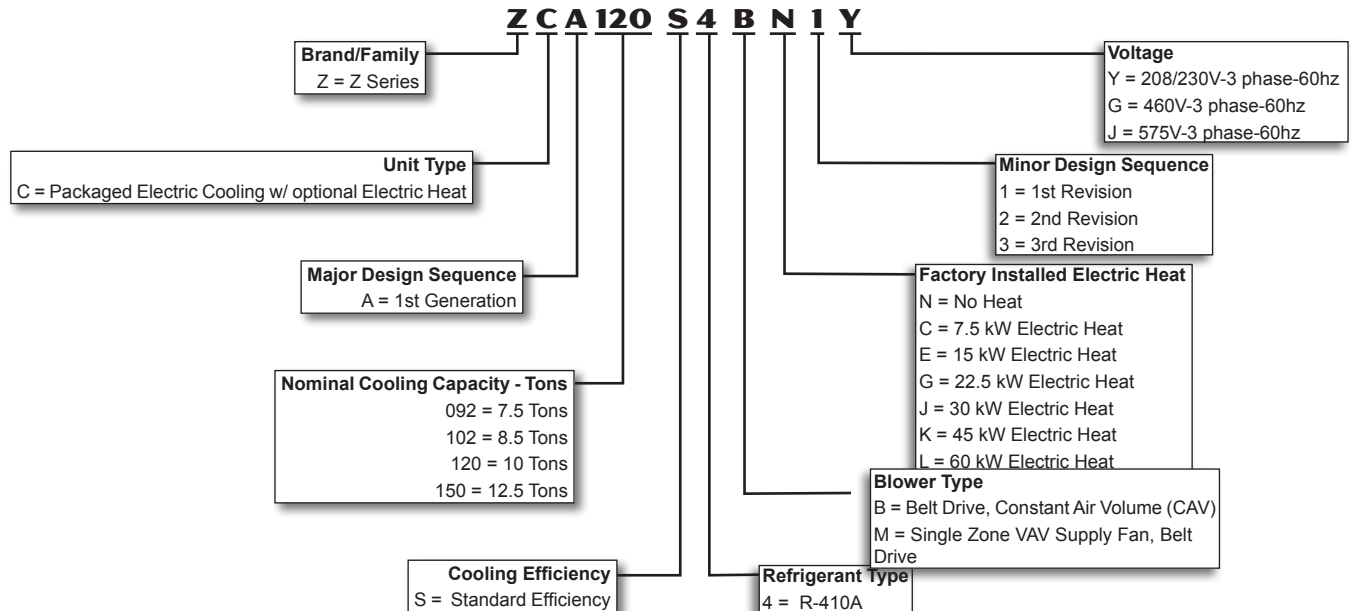 Z C A 120 S 4 B N 1 Y
Brand/Family
Z = Z Series
Unit Type
C = Packaged Electric Cooling w/ optional Electric Heat
Major Design Sequence
A = 1st Generation
Nominal Cooling Capacity - Tons
092 = 7.5 Tons
102 = 8.5 Tons
120 = 10 Tons
150 = 12.5 Tons
Cooling Efficiency
S = Standard Efficiency
Refrigerant Type
4 = R-410A
Blower Type
B = Belt Drive, Constant Air Volume (CAV)
M = Single Zone VAV Supply Fan, Belt
Drive
Factory Installed Electric Heat
N = No Heat
C = 7.5 kW Electric Heat
E = 15 kW Electric Heat
G = 22.5 kW Electric Heat
J = 30 kW Electric Heat
K = 45 kW Electric Heat
L = 60 kW Electric Heat
Minor Design Sequence
1 = 1st Revision
2 = 2nd Revision
3 = 3rd Revision
Voltage
Y = 208/230V-3 phase-60hz
G = 460V-3 phase-60hz
J = 575V-3 phase-60hz